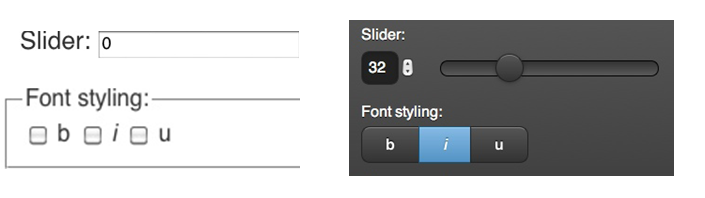 Slider: 0
Font styling:
b i u
Slider:
32
Font styling:
b i u